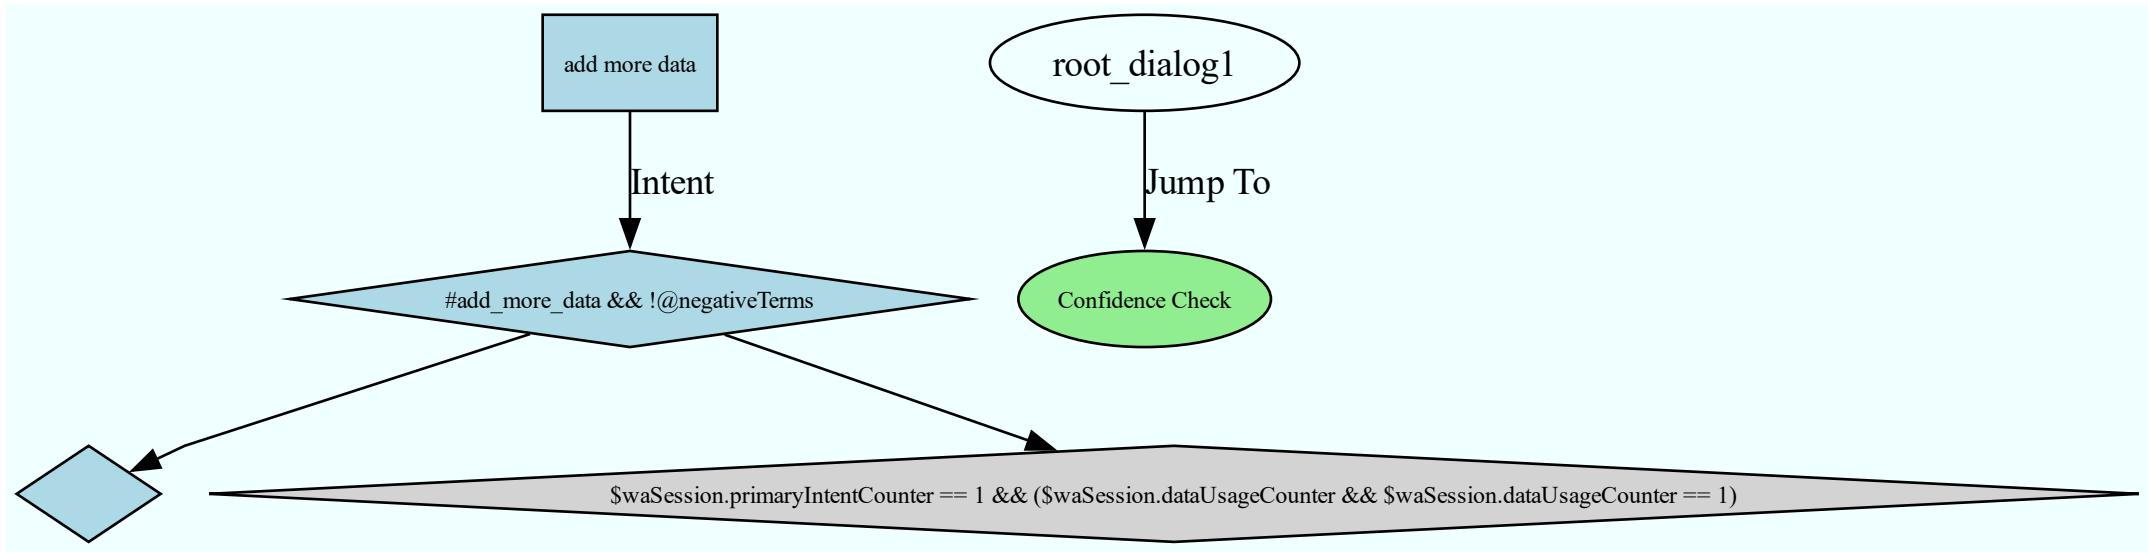 add more data
root_dialog1
Intent
Jump To
#add_more_data && !@negativeTerms
Confidence Check
$waSession.primaryIntentCounter == 1 && ($waSession.dataUsageCounter && $waSession.dataUsageCounter == 1)